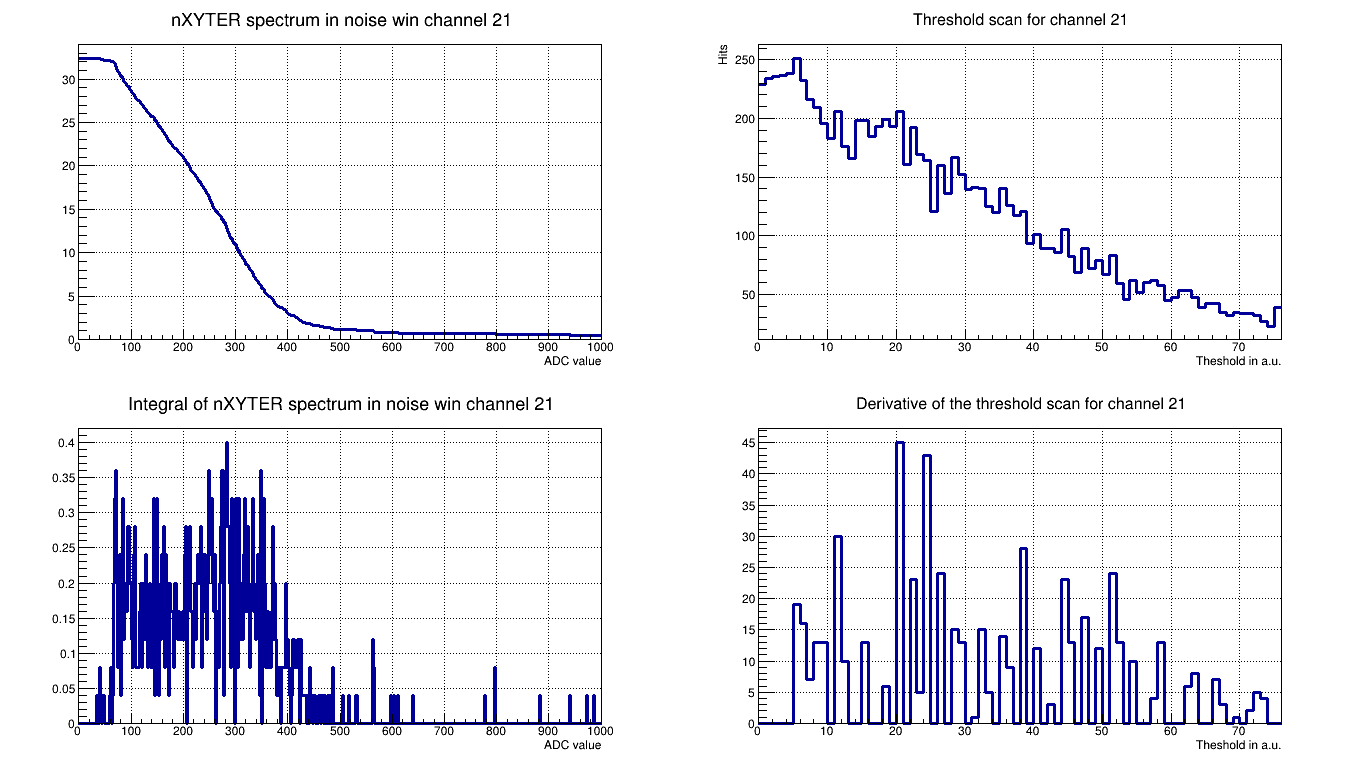 nXYTER spectrum in noise win channel 21
30
25
20
15
10
5
0
0 100 200 300 400 500 600 700 800 900 1000
ADC value
Threshold scan for channel 21
Hits
250
200
150
100
50
0 10 20 30 40 50 60 70
Theshold in a.u.
Integral of nXYTER spectrum in noise win channel 21
0.4
0.35
0.3
0.25
0.2
0.15
0.1
0.05
0
0 100 200 300 400 500 600 700 800 900 1000
ADC value
Derivative of the threshold scan for channel 21
45
40
35
30
25
20
15
10
5
0
0 10 20 30 40 50 60 70
Theshold in a.u.